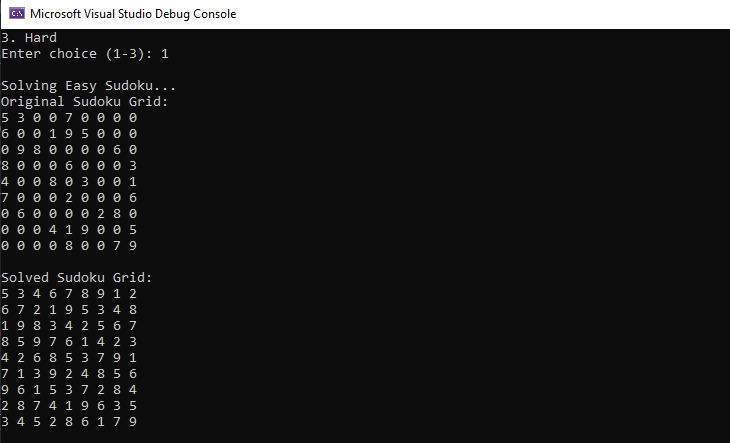 Microsoft Visual Studio Debug Console
3. Hard
Enter choice (1-3): 1
Solving Easy Sudoku...
Original Sudoku Grid:
5 3 0 0 7 0 0 0 0
6 0 0 1 9 5 0 0 0
0 9 8 0 0 0 0 6 0
8 0 0 0 6 0 0 0 3
4 0 0 8 0 3 0 0 1
7 0 0 0 2 0 0 0 6
0 6 0 0 0 0 2 8 0
0 0 0 4 1 9 0 0 5
0 0 0 0 8 0 0 7 9
Solved Sudoku Grid:
5 3 4 6 7 8 9 1 2
6 7 2 1 9 5 3 4 8
1 9 8 3 4 2 5 6 7
8 5 9 7 6 1 4 2 3
4 2 6 8 5 3 7 9 1
7 1 3 9 2 4 8 5 6
9 6 1 5 3 7 2 8 4
2 8 7 4 1 9 6 3 5
3 4 5 2 8 6 1 7 9